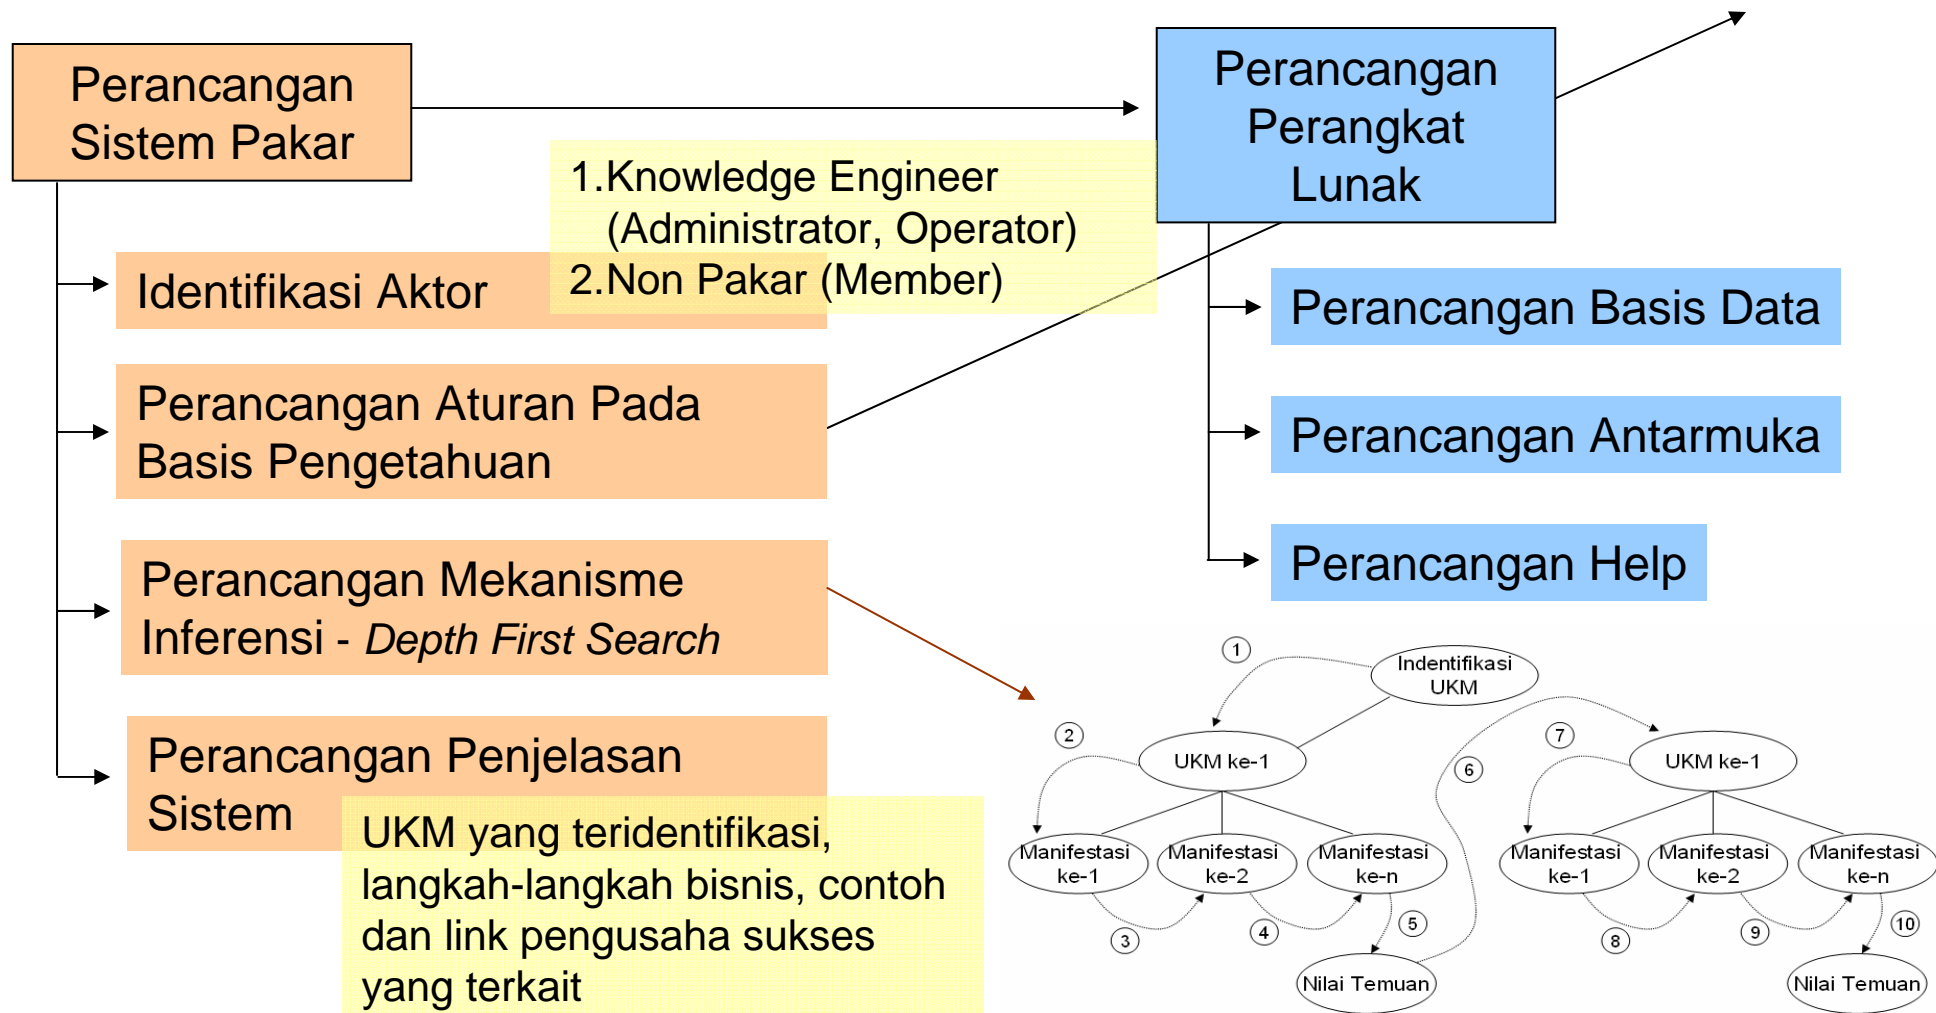 Perancangan
Sistem Pakar
Perancangan
Perangkat
Lunak
1.Knowledge Engineer
(Administrator, Operator)
2.Non Pakar (Member)
Identifikasi Aktor
Perancangan Aturan Pada
Basis Pengetahuan
Perancangan Mekanisme
Inferensi - Depth First Search
Perancangan Penjelasan
Sistem
UKM yang teridentifikasi,
langkah-langkah bisnis, contoh
dan link pengusaha sukses
yang terkait
Perancangan Basis Data
Perancangan Antarmuka
Perancangan Help
1
Indentifikasi
UKM
2
UKM ke-1
6
7
UKM ke-1
Manifestasi
ke-1
Manifestasi
ke-2
Manifestasi
ke-n
Manifestasi
ke-1
Manifestasi
ke-2
Manifestasi
ke-n
3
4
5
8
9
10
Nilai Temuan
Nilai Temuan